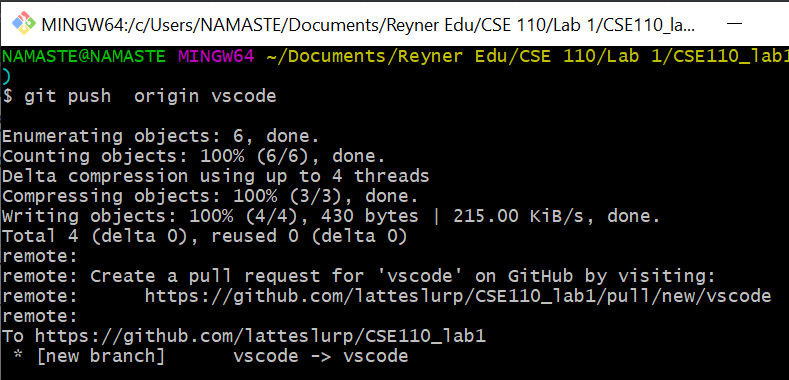 MINGW64:/c/Users/NAMASTE/Documents/Reyner Edu/CSE 110/Lab 1/CSE110_la...
NAMASTE@NAMASTE MINGW64 ~/Documents/Reyner Edu/CSE 110/Lab 1/CSE110_lab1
)
$ git push  origin vscode
Enumerating objects: 6, done.
Counting objects: 100% (6/6), done.
Delta compression using up to 4 threads
Compressing objects: 100% (3/3), done.
Writing objects: 100% (4/4), 430 bytes | 215.00 KiB/s, done.
Total 4 (delta 0), reused 0 (delta 0)
remote:
remote: Create a pull request for 'vscode' on GitHub by visiting:
remote:      https://github.com/latteslurp/CSE110_lab1/pull/new/vscode
remote:
To https://github.com/latteslurp/CSE110_lab1
 * [new branch]      vscode -> vscode